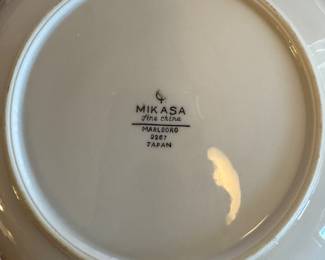 MIKASA
fine china
MARLBORO
9267
JAPAN